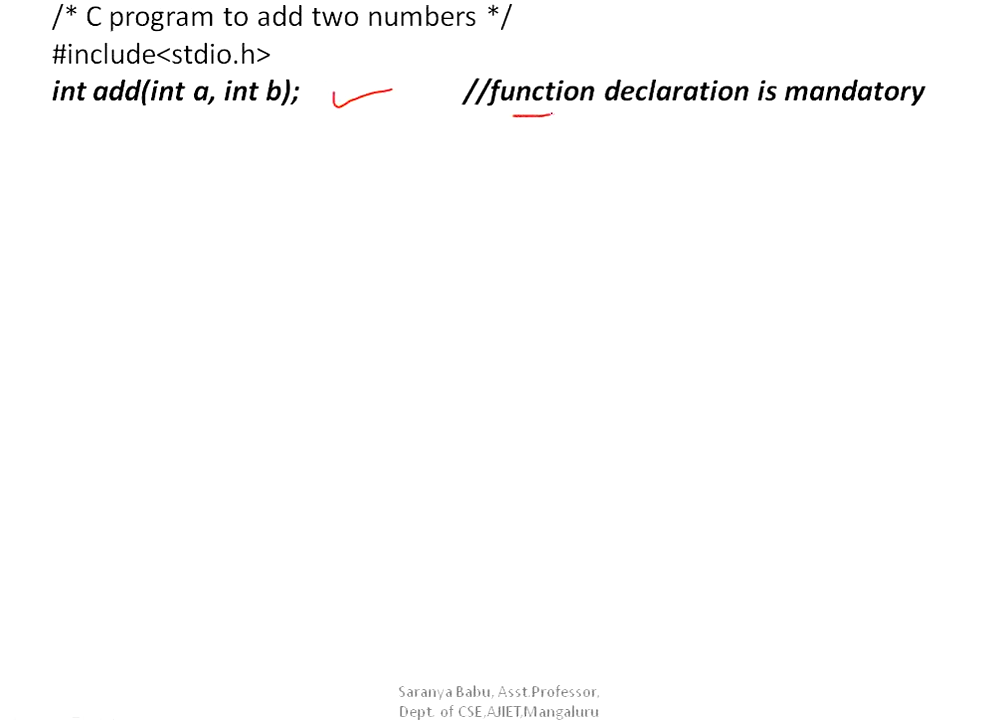 /* C program to add two numbers */
#include<stdio.h>
int add(int a, int b); //function declaration is mandatory
Saranya Babu, Asst.Professor,
Dept. of CSE,AJIET,Mangaluru